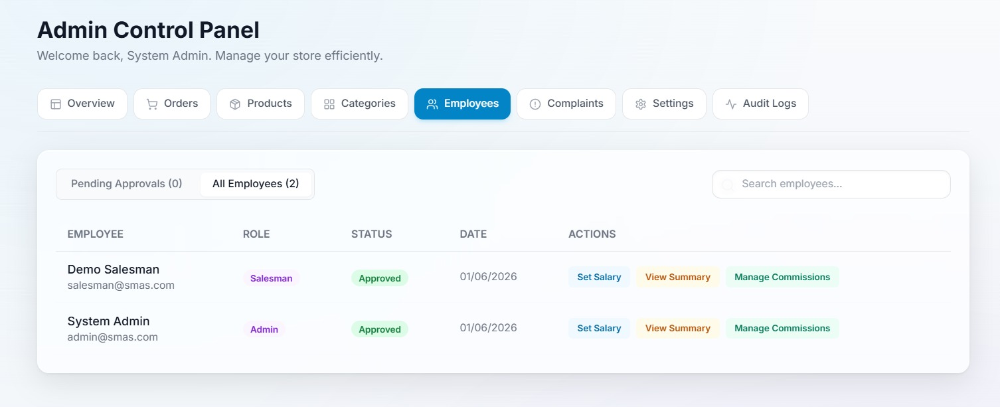 Admin Control Panel
Welcome back, System Admin. Manage your store efficiently.
Overview Orders Products Categories Employees Complaints Settings Audit Logs
Pending Approvals (0) All Employees (2) Search employees...
EMPLOYEE ROLE STATUS DATE ACTIONS
Demo Salesman
salesman@smas.com Salesman Approved 01/06/2026 Set Salary View Summary Manage Commissions
System Admin
admin@smas.com Admin Approved 01/06/2026 Set Salary View Summary Manage Commissions